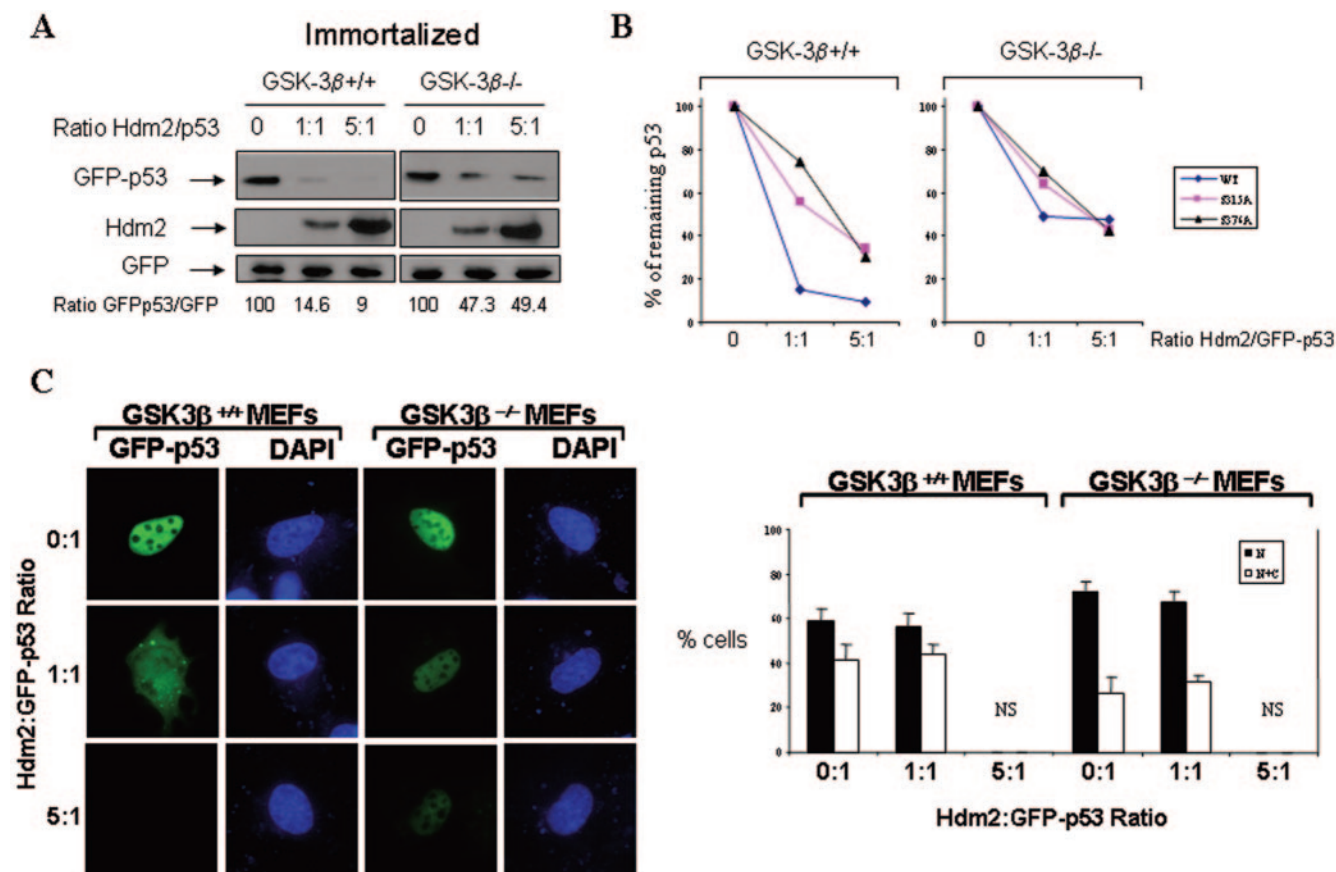 A
Immortalized
GSK-3β+/+ GSK-3β-/-
Ratio Hdm2/p53 0 1:1 5:1 0 1:1 5:1
GFP-p53
Hdm2
GFP
Ratio GFPp53/GFP 100 14.6 9 100 47.3 49.4
B
GSK-3β+/+ GSK-3β-/-
% of remaining p53
100 100
80 80
60 60
40 40
20 20
0 0
0 1:1 5:1 0 1:1 5:1 Ratio Hdm2/GFP-p53
WT
S315A
S376A
C
GSK3β +/+ MEFs GSK3β -/- MEFs
GFP-p53 DAPI GFP-p53 DAPI
Hdm2:GFP-p53 Ratio
0:1
1:1
5:1
GSK3β +/+ MEFs GSK3β -/- MEFs
% cells
100
80
60
40
20
0
N
N+C
NS NS
0:1 1:1 5:1 0:1 1:1 5:1
Hdm2:GFP-p53 Ratio